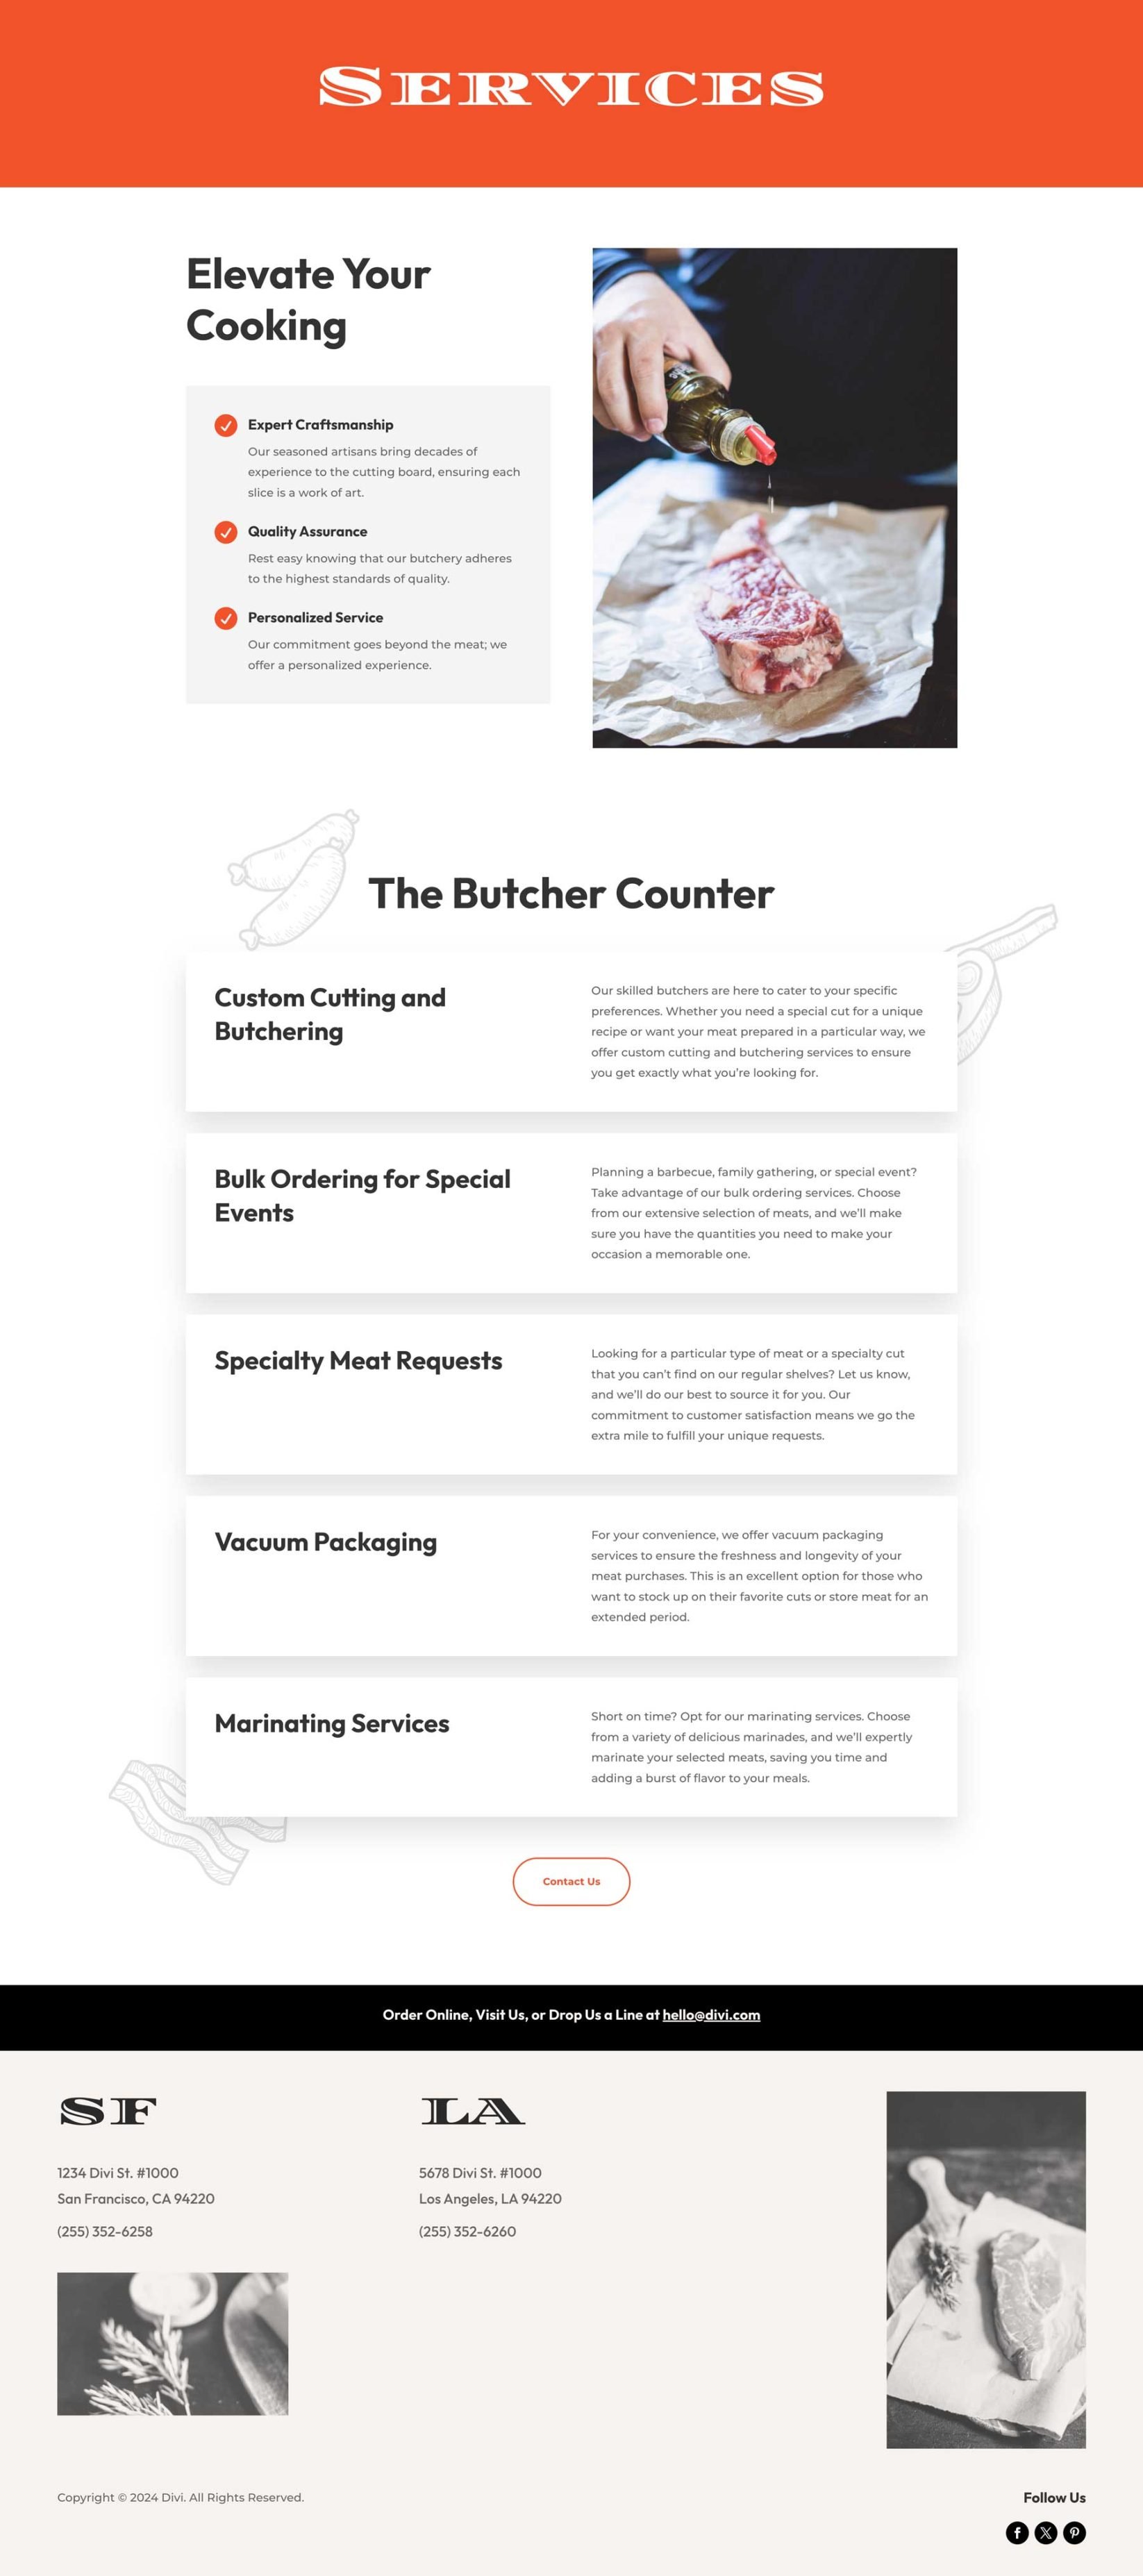 Services
Elevate Your
Cooking
Expert Craftsmanship
Our seasoned artisans bring decades of
experience to the cutting board, ensuring each
slice is a work of art.
Quality Assurance
Rest easy knowing that our butchery adheres
to the highest standards of quality.
Personalized Service
Our commitment goes beyond the meat; we
offer a personalized experience.
The Butcher Counter
Custom Cutting and
Butchering
Our skilled butchers are here to cater to your specific
preferences. Whether you need a special cut for a unique
recipe or want your meat prepared in a particular way, we
offer custom cutting and butchering services to ensure
you get exactly what you’re looking for.
Bulk Ordering for Special
Events
Planning a barbecue, family gathering, or special event?
Take advantage of our bulk ordering services. Choose
from our extensive selection of meats, and we’ll make
sure you have the quantities you need to make your
occasion a memorable one.
Specialty Meat Requests
Looking for a particular type of meat or a specialty cut
that you can’t find on our regular shelves? Let us know,
and we’ll do our best to source it for you. Our
commitment to customer satisfaction means we go the
extra mile to fulfill your unique requests.
Vacuum Packaging
For your convenience, we offer vacuum packaging
services to ensure the freshness and longevity of your
meat purchases. This is an excellent option for those who
want to stock up on their favorite cuts or store meat for an
extended period.
Marinating Services
Short on time? Opt for our marinating services. Choose
from a variety of delicious marinades, and we’ll expertly
marinate your selected meats, saving you time and
adding a burst of flavor to your meals.
Contact Us
Order Online, Visit Us, or Drop Us a Line at hello@divi.com
SF
1234 Divi St. #1000
San Francisco, CA 94220
(255) 352-6258
LA
5678 Divi St. #1000
Los Angeles, LA 94220
(255) 352-6260
Copyright © 2024 Divi. All Rights Reserved.
Follow Us